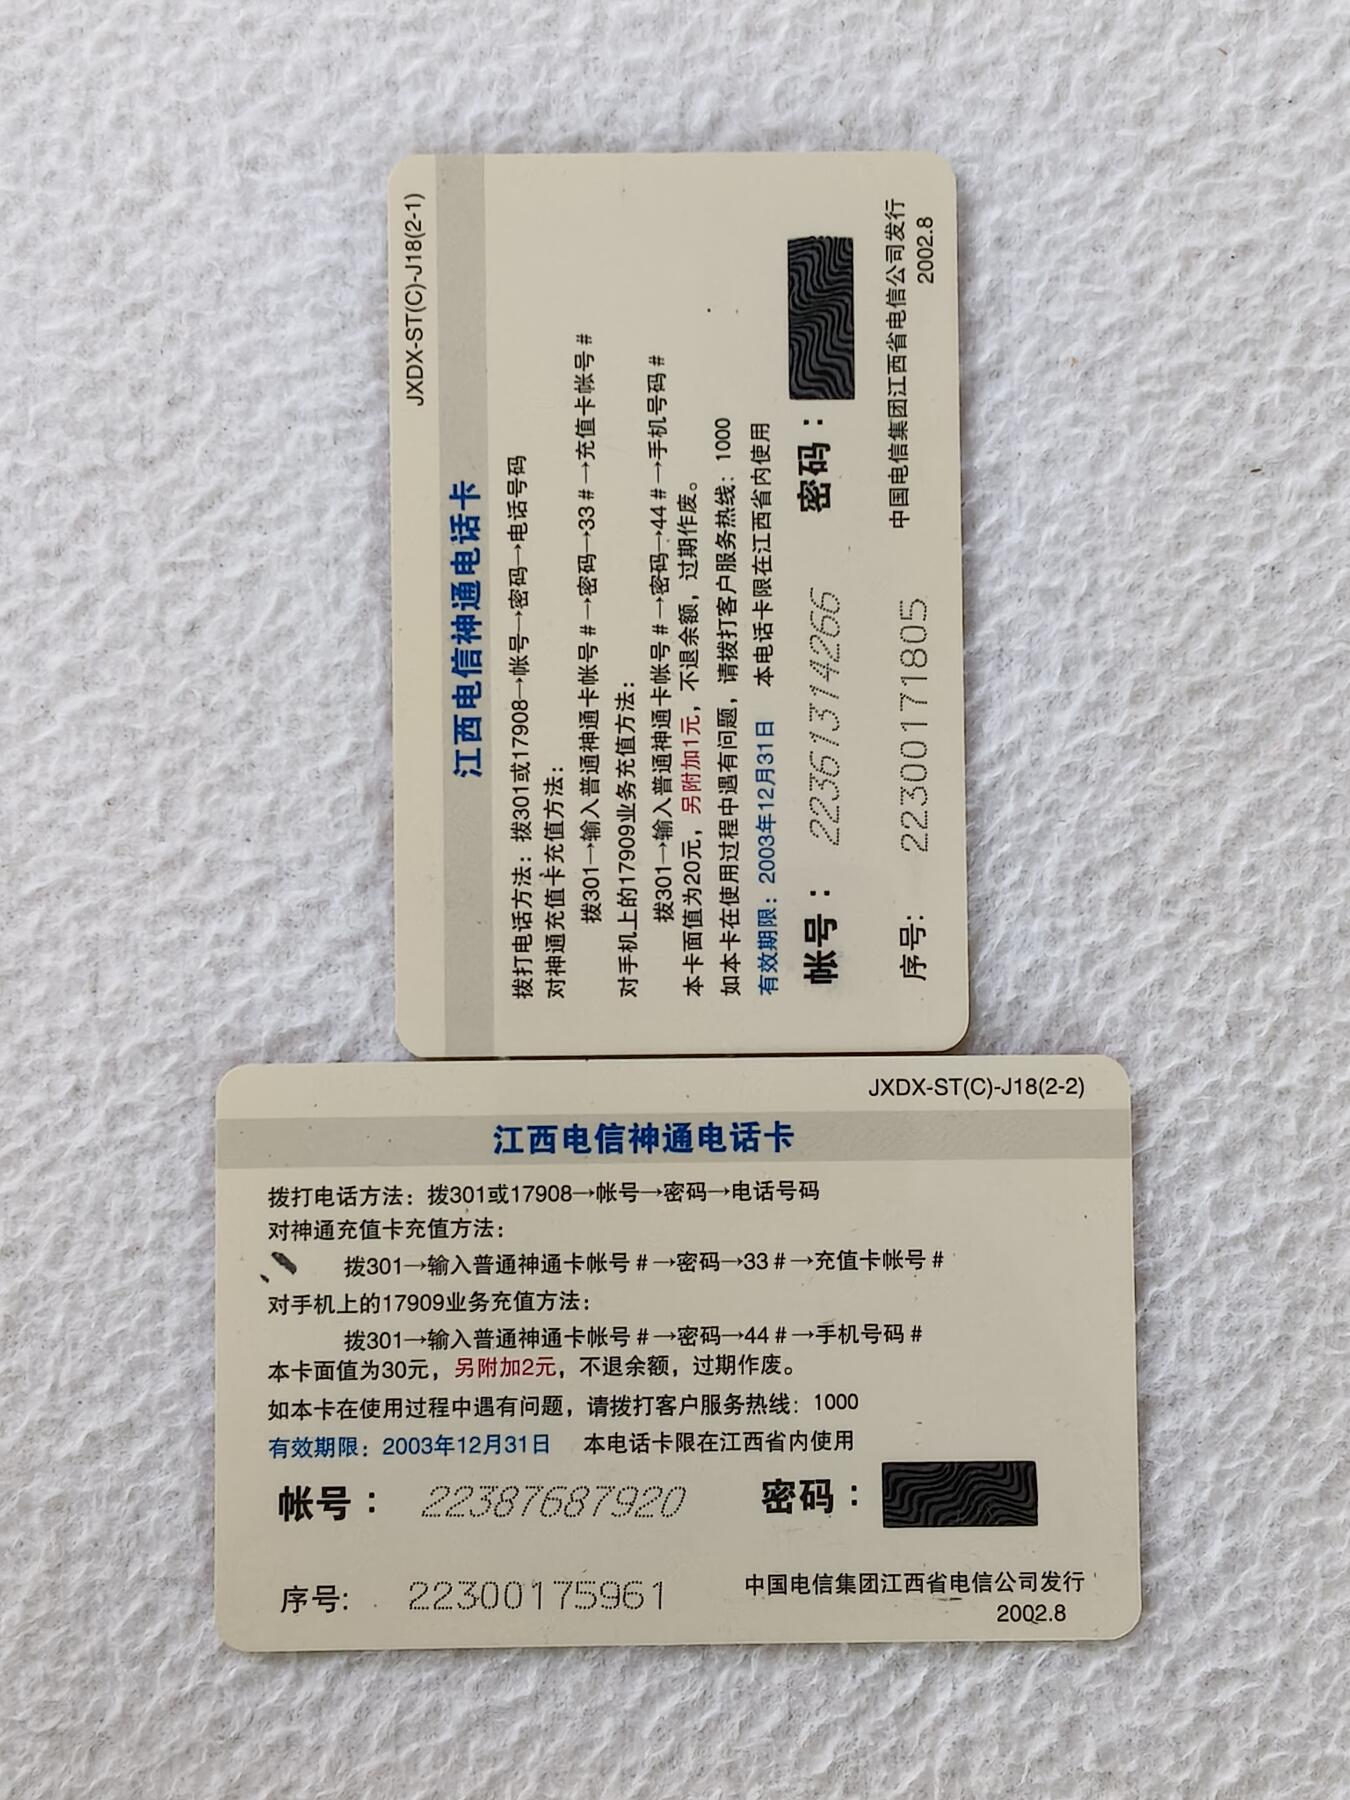 JXDX-ST(C)-J18(2-1)
江西电信神通电话卡
拨打电话方法：拨301或17908→帐号→密码→电话号码
对神通充值卡充值方法：
拨301→输入普通神通卡帐号#→密码→33#→充值卡帐号#
对手机上的17909业务充值方法：
拨301→输入普通神通卡帐号#→密码→44#→手机号码#
本卡面值为20元，另附加1元，不退余额，过期作废。
如本卡在使用过程中遇有问题，请拨打客户服务热线：1000
有效期限：2003年12月31日 本电话卡限在江西省内使用
帐号：22361314266 密码：
序号:22300171805 中国电信集团江西省电信公司发行
2002.8
JXDX-ST(C)-J18(2-2)
江西电信神通电话卡
拨打电话方法：拨301或17908→帐号→密码→电话号码
对神通充值卡充值方法：
拨301→输入普通神通卡帐号#→密码→33#→充值卡帐号#
对手机上的17909业务充值方法：
拨301→输入普通神通卡帐号#→密码→44#→手机号码#
本卡面值为30元，另附加2元，不退余额，过期作废。
如本卡在使用过程中遇有问题，请拨打客户服务热线：1000
有效期限：2003年12月31日 本电话卡限在江西省内使用
帐号：22387687920 密码：
序号:22300175961 中国电信集团江西省电信公司发行
2002.8